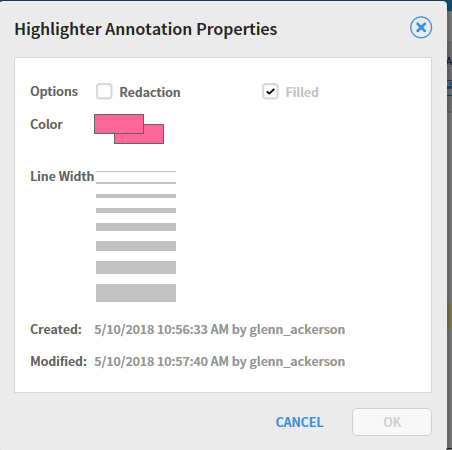 Highlighter Annotation Properties
Options Redaction Filled
Color
Line Width
Created: 5/10/2018 10:56:33 AM by glenn_ackerson
Modified: 5/10/2018 10:57:40 AM by glenn_ackerson
CANCEL OK